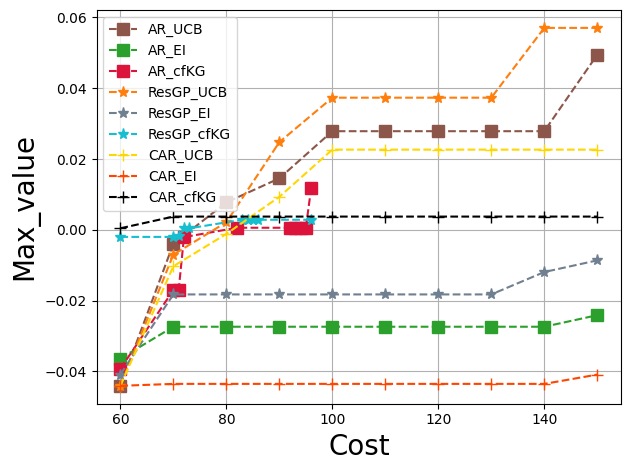 AR_UCB
AR_EI
AR_cfKG
ResGP_UCB
ResGP_EI
ResGP_cfKG
CAR_UCB
CAR_EI
CAR_cfKG
0.06
0.04
0.02
0.00
−0.02
−0.04
Max_value
60 80 100 120 140
Cost